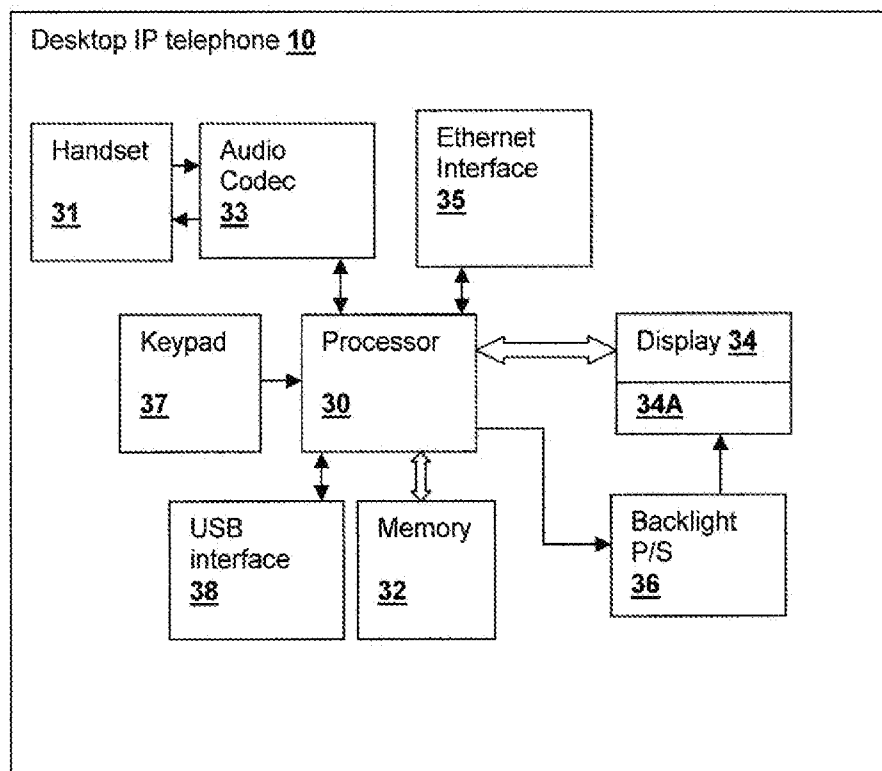 Desktop IP telephone 10
Handset
31
Audio
Codec
33
Ethernet
Interface
35
Keypad
37
Processor
30
Display 34
34A
USB
interface
38
Memory
32
Backlight
P/S
36